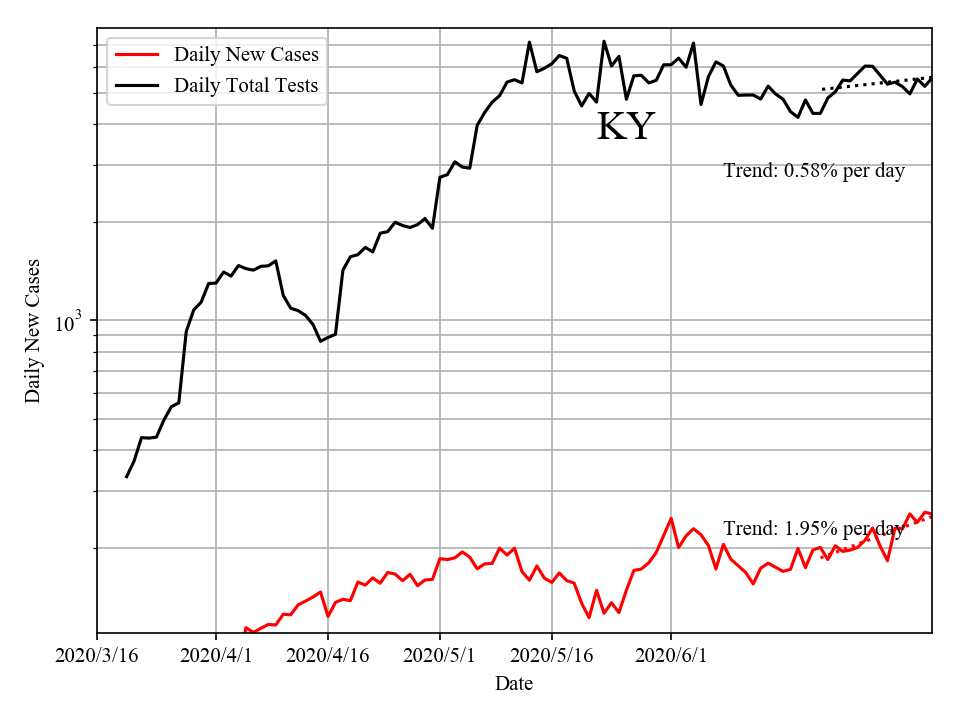 Daily New Cases
Daily Total Tests
KY
Trend: 0.58% per day
Trend: 1.95% per day
Daily New Cases
10^3
2020/3/16 2020/4/1 2020/4/16 2020/5/1 2020/5/16 2020/6/1
Date